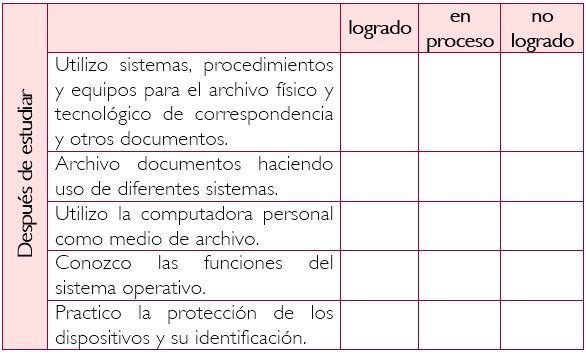 logrado
en
proceso
no
logrado
Después de estudiar
Utilizo sistemas, procedimientos
y equipos para el archivo físico y
tecnológico de correspondencia
y otros documentos.
Archivo documentos haciendo
uso de diferentes sistemas.
Utilizo la computadora personal
como medio de archivo.
Conozco las funciones del
sistema operativo.
Practico la protección de los
dispositivos y su identificación.